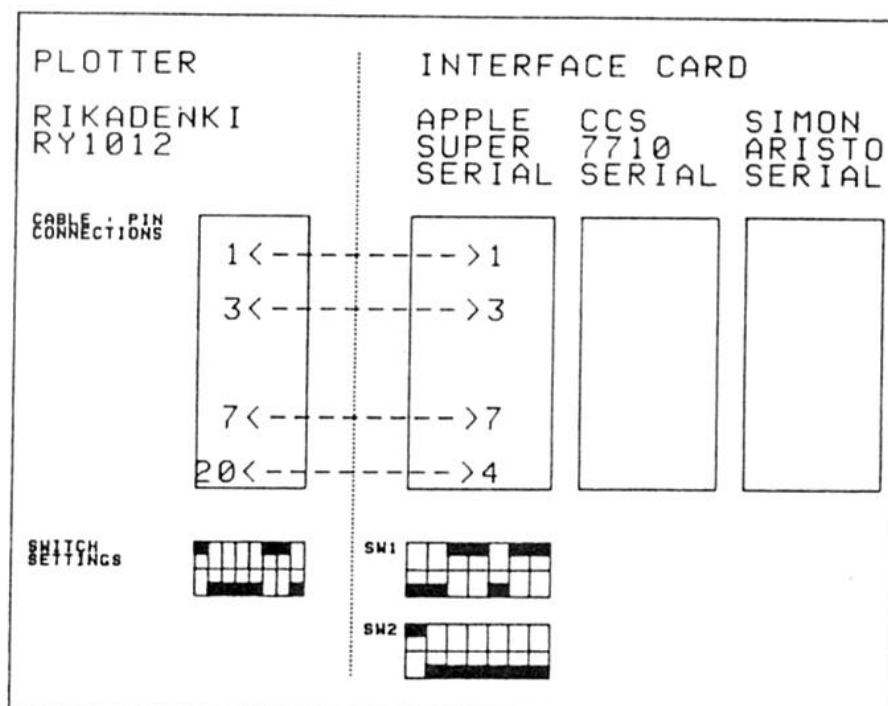 PLOTTER
INTERFACE CARD
RIKADENKI
RY1012
APPLE
SUPER
SERIAL
CCS
7710
SERIAL
SIMON
ARISTO
SERIAL
CABLE : PIN
CONNECTIONS
1< - - - - - - - - >1
3< - - - - - - - - >3
7< - - - - - - - - >7
20< - - - - - - - - >4
SWITCH
SETTINGS
SW1
SW2